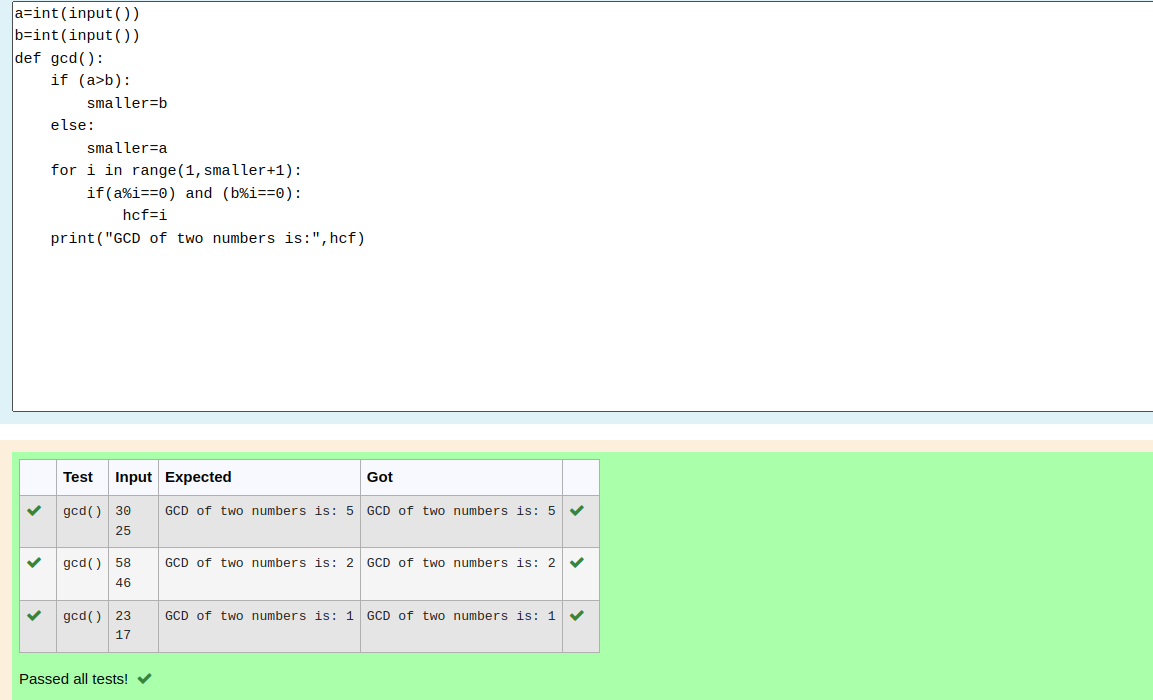 a=int(input())
b=int(input())
def gcd():
    if (a>b):
        smaller=b
    else:
        smaller=a
    for i in range(1,smaller+1):
        if(a%i==0) and (b%i==0):
            hcf=i
    print("GCD of two numbers is:",hcf)
Test Input Expected Got
gcd() 30 GCD of two numbers is: 5 GCD of two numbers is: 5
25
gcd() 58 GCD of two numbers is: 2 GCD of two numbers is: 2
46
gcd() 23 GCD of two numbers is: 1 GCD of two numbers is: 1
17
Passed all tests!